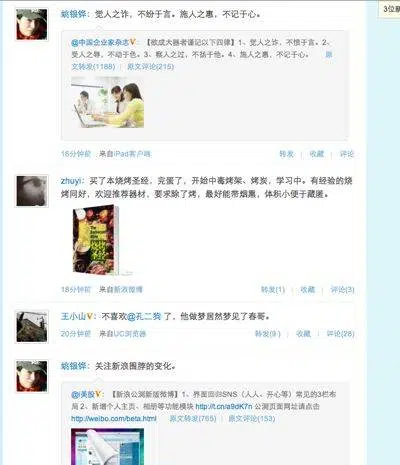 3位新
姚银铧：觉人之诈，不纷于言。施人之惠，不记于心。
@中国企业家杂志V：【欲成大器者谨记以下四律】1、觉人之诈，不愤于言。2、
受人之辱，不动于色。3、察人之过，不扬于他。4、施人之惠，不记于心。 原
文转发(1188) | 原文评论(215)
16分钟前 来自iPad客户端 转发 | 收藏 | 评论
zhuyi：买了本烧烤圣经，完蛋了，开始中毒烤架、烤炭，学习中。有经验的烧
烤同好，欢迎推荐器材，要求除了烤，最好能带烟熏，体积小便于藏匿。
18分钟前 来自新浪微博 转发(1) | 收藏 | 评论(3)
王小山V：不喜欢@孔二狗 了，他做梦居然梦见了春哥。
20分钟前 来自UC浏览器 转发(9) | 收藏 | 评论(28)
姚银铧：关注新浪围脖的变化。
@i美股V：【新浪公测新版微博】1、界面回归SNS（人人、开心等）常见的3栏布
局 2、新增个人主页、相册等功能模块 http://t.cn/a9dK7n 公测页面网址请点击
http://weibo.com/beta.html 原文转发(765) | 原文评论(153)